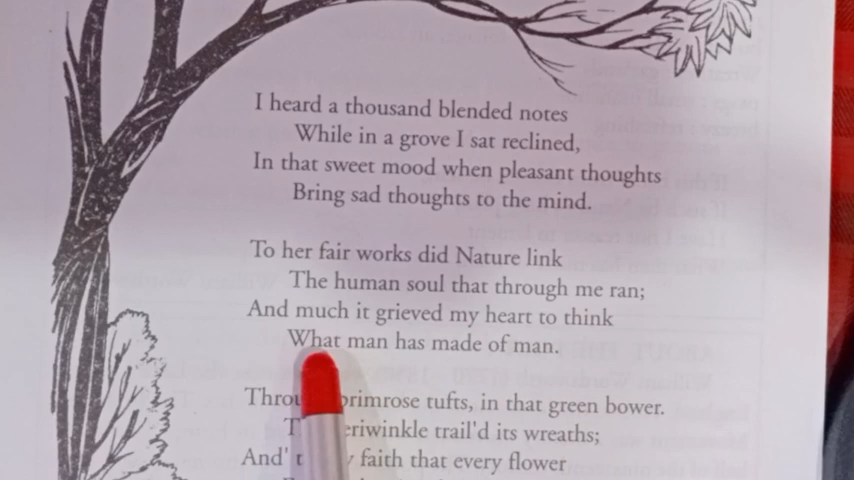 I heard a thousand blended notes
While in a grove I sat reclined,
In that sweet mood when pleasant thoughts
Bring sad thoughts to the mind.
To her fair works did Nature link
The human soul that through me ran;
And much it grieved my heart to think
What man has made of man.
primrose tufts, in that green bower.
trail'd its wreaths;
And' faith that every flower